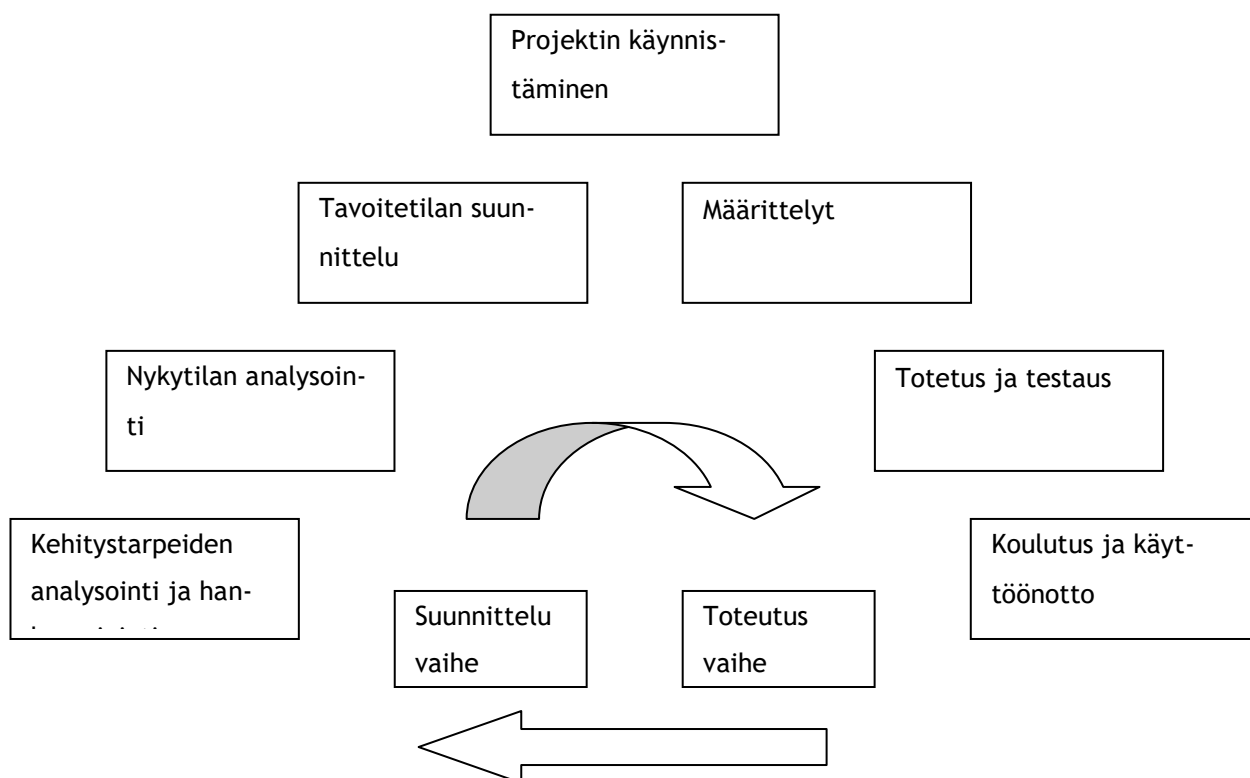 Projektin käynnis-
täminen
Tavoitetilan suun-
nittelu
Määrittelyt
Nykytilan analysoin-
ti
Totetus ja testaus
Kehitystarpeiden
analysointi ja han-
Koulutus ja käyt-
töönotto
Suunnittelu
vaihe
Toteutus
vaihe